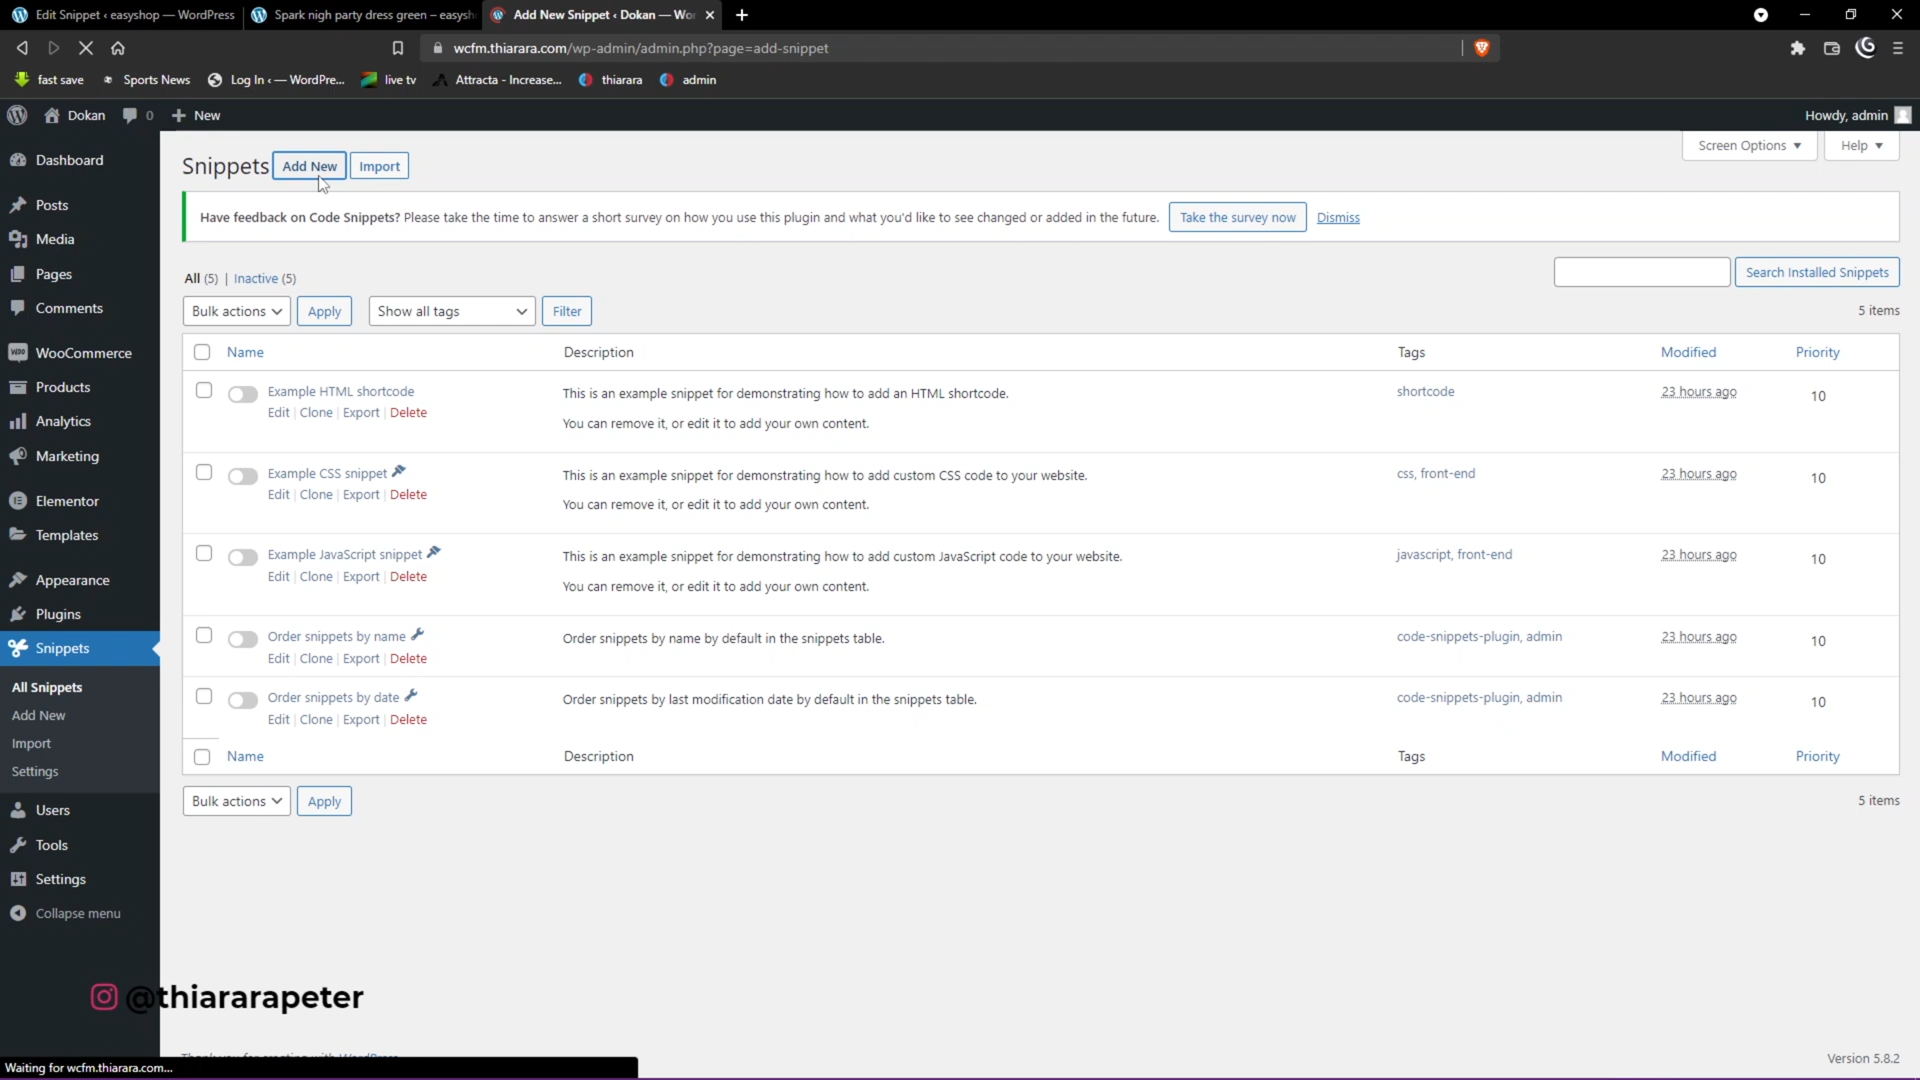 Edit Snippet ‹ easyshop — WordPress
Spark nigh party dress green – easysh
Add New Snippet ‹ Dokan — Wor
wcfm.thiarara.com/wp-admin/admin.php?page=add-snippet
fast save
Sports News
Log In ‹ — WordPre...
live tv
Attracta - Increase...
thiarara
admin
Dokan
0
New
Howdy, admin
Dashboard
Posts
Media
Pages
Comments
WooCommerce
Products
Analytics
Marketing
Elementor
Templates
Appearance
Plugins
Snippets
All Snippets
Add New
Import
Settings
Users
Tools
Settings
Collapse menu
Snippets Add New Import
Screen Options
Help
Have feedback on Code Snippets? Please take the time to answer a short survey on how you use this plugin and what you'd like to see changed or added in the future. Take the survey now Dismiss
All (5) | Inactive (5)
Search Installed Snippets
Bulk actions Apply Show all tags Filter
5 items
Name Description Tags Modified Priority
Example HTML shortcode
Edit | Clone | Export | Delete
This is an example snippet for demonstrating how to add an HTML shortcode.
You can remove it, or edit it to add your own content.
shortcode
23 hours ago
10
Example CSS snippet
Edit | Clone | Export | Delete
This is an example snippet for demonstrating how to add custom CSS code to your website.
You can remove it, or edit it to add your own content.
css, front-end
23 hours ago
10
Example JavaScript snippet
Edit | Clone | Export | Delete
This is an example snippet for demonstrating how to add custom JavaScript code to your website.
You can remove it, or edit it to add your own content.
javascript, front-end
23 hours ago
10
Order snippets by name
Edit | Clone | Export | Delete
Order snippets by name by default in the snippets table.
code-snippets-plugin, admin
23 hours ago
10
Order snippets by date
Edit | Clone | Export | Delete
Order snippets by last modification date by default in the snippets table.
code-snippets-plugin, admin
23 hours ago
10
Name Description Tags Modified Priority
Bulk actions Apply
5 items
@thiararapeter
Version 5.8.2
Waiting for wcfm.thiarara.com...